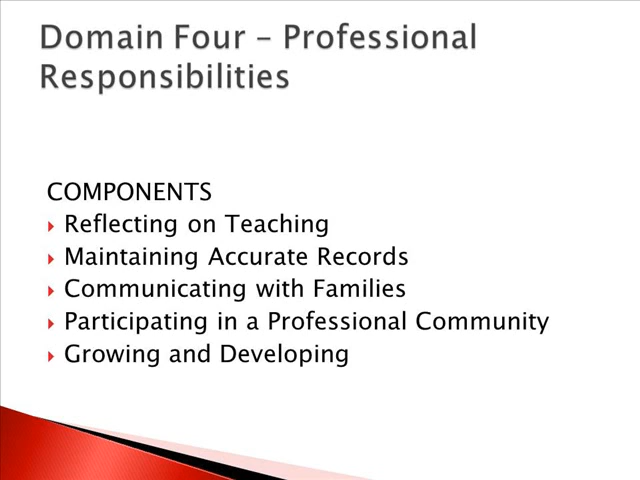 Domain Four – Professional
Responsibilities
COMPONENTS
Reflecting on Teaching
Maintaining Accurate Records
Communicating with Families
Participating in a Professional Community
Growing and Developing